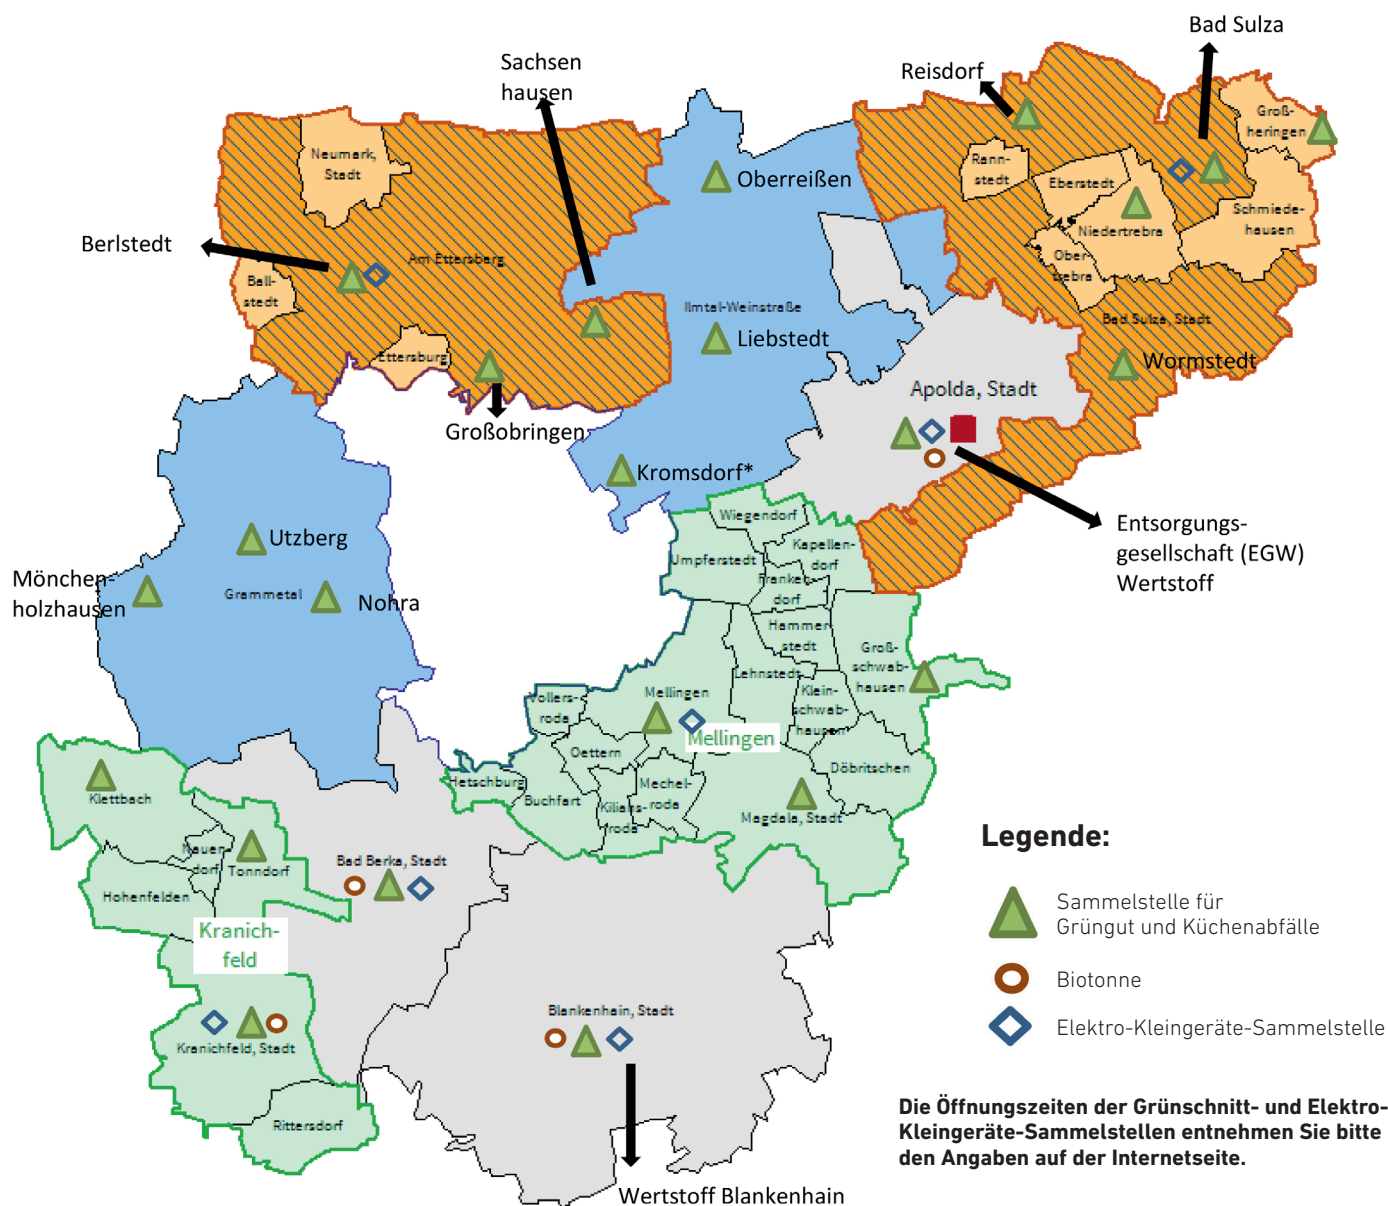 Bad Sulza
Sachsen
hausen
Reisdorf
Groß-
heringen
Neumark,
Stadt
Rann-
stedt
Oberreißen
Eberstedt
Schmiede-
hausen
Niedertrebra
Berlstedt
Am Ettersberg
Ober-
trebra
Ball-
stedt
Ilmtal-Weinstraße
Bad Sulza, Stadt
Liebstedt
Ettersburg
Wormstedt
Apolda, Stadt
Großobringen
Kromsdorf*
Wiegendorf
Entsorgungs-
gesellschaft (EGW)
Wertstoff
Utzberg
Umpferstedt
Kapellen-
dorf
Franken-
dorf
Mönchen-
holzhausen
Grammetal
Nohra
Hammer-
stedt
Groß-
schwab-
hausen
Lehnstedt
Vollers-
roda
Mellingen
Klein-
schwab-
hausen
Mellingen
Oettern
Döbritschen
Hetschburg
Buchfart
Mechel-
roda
Kilians-
roda
Magdala, Stadt
Klettbach
Nauen-
dorf
Tonndorf
Bad Berka, Stadt
Hohenfelden
Kranich-
feld
Legende:
Sammelstelle für
Grüngut und Küchenabfälle
Biotonne
Elektro-Kleingeräte-Sammelstelle
Blankenhain, Stadt
Kranichfeld, Stadt
Rittersdorf
Die Öffnungszeiten der Grünschnitt- und Elektro-
Kleingeräte-Sammelstellen entnehmen Sie bitte
den Angaben auf der Internetseite.
Wertstoff Blankenhain